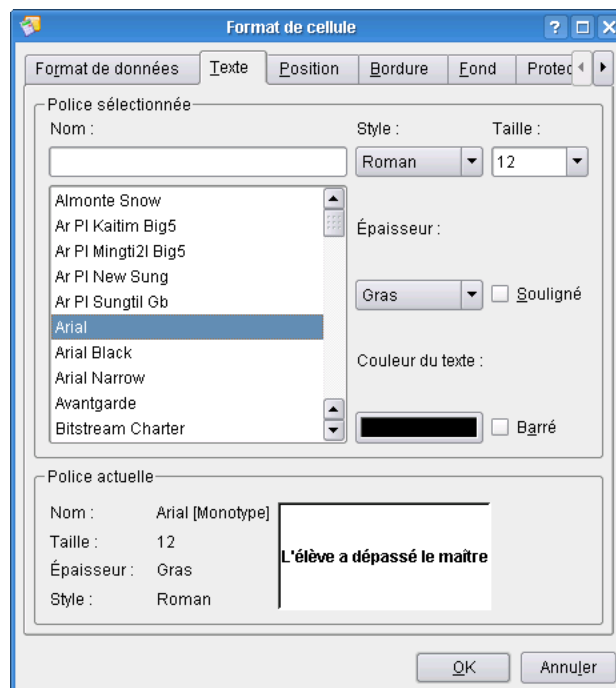 Format de cellule
Format de données Texte Position Bordure Fond
Police sélectionnée
Nom : Style : Taille :
Roman 12
Almonte Snow
Ar Pl Kaitim Big5
Ar Pl Mingti2l Big5
Ar Pl New Sung
Ar Pl Sungtil Gb
Arial
Arial Black
Arial Narrow
Avantgarde
Bitstream Charter
Épaisseur :
Gras Souligné
Couleur du texte :
Barré
Police actuelle
Nom : Arial [Monotype]
Taille : 12
Épaisseur : Gras
Style : Roman
L'élève a dépassé le maître
OK Annuler